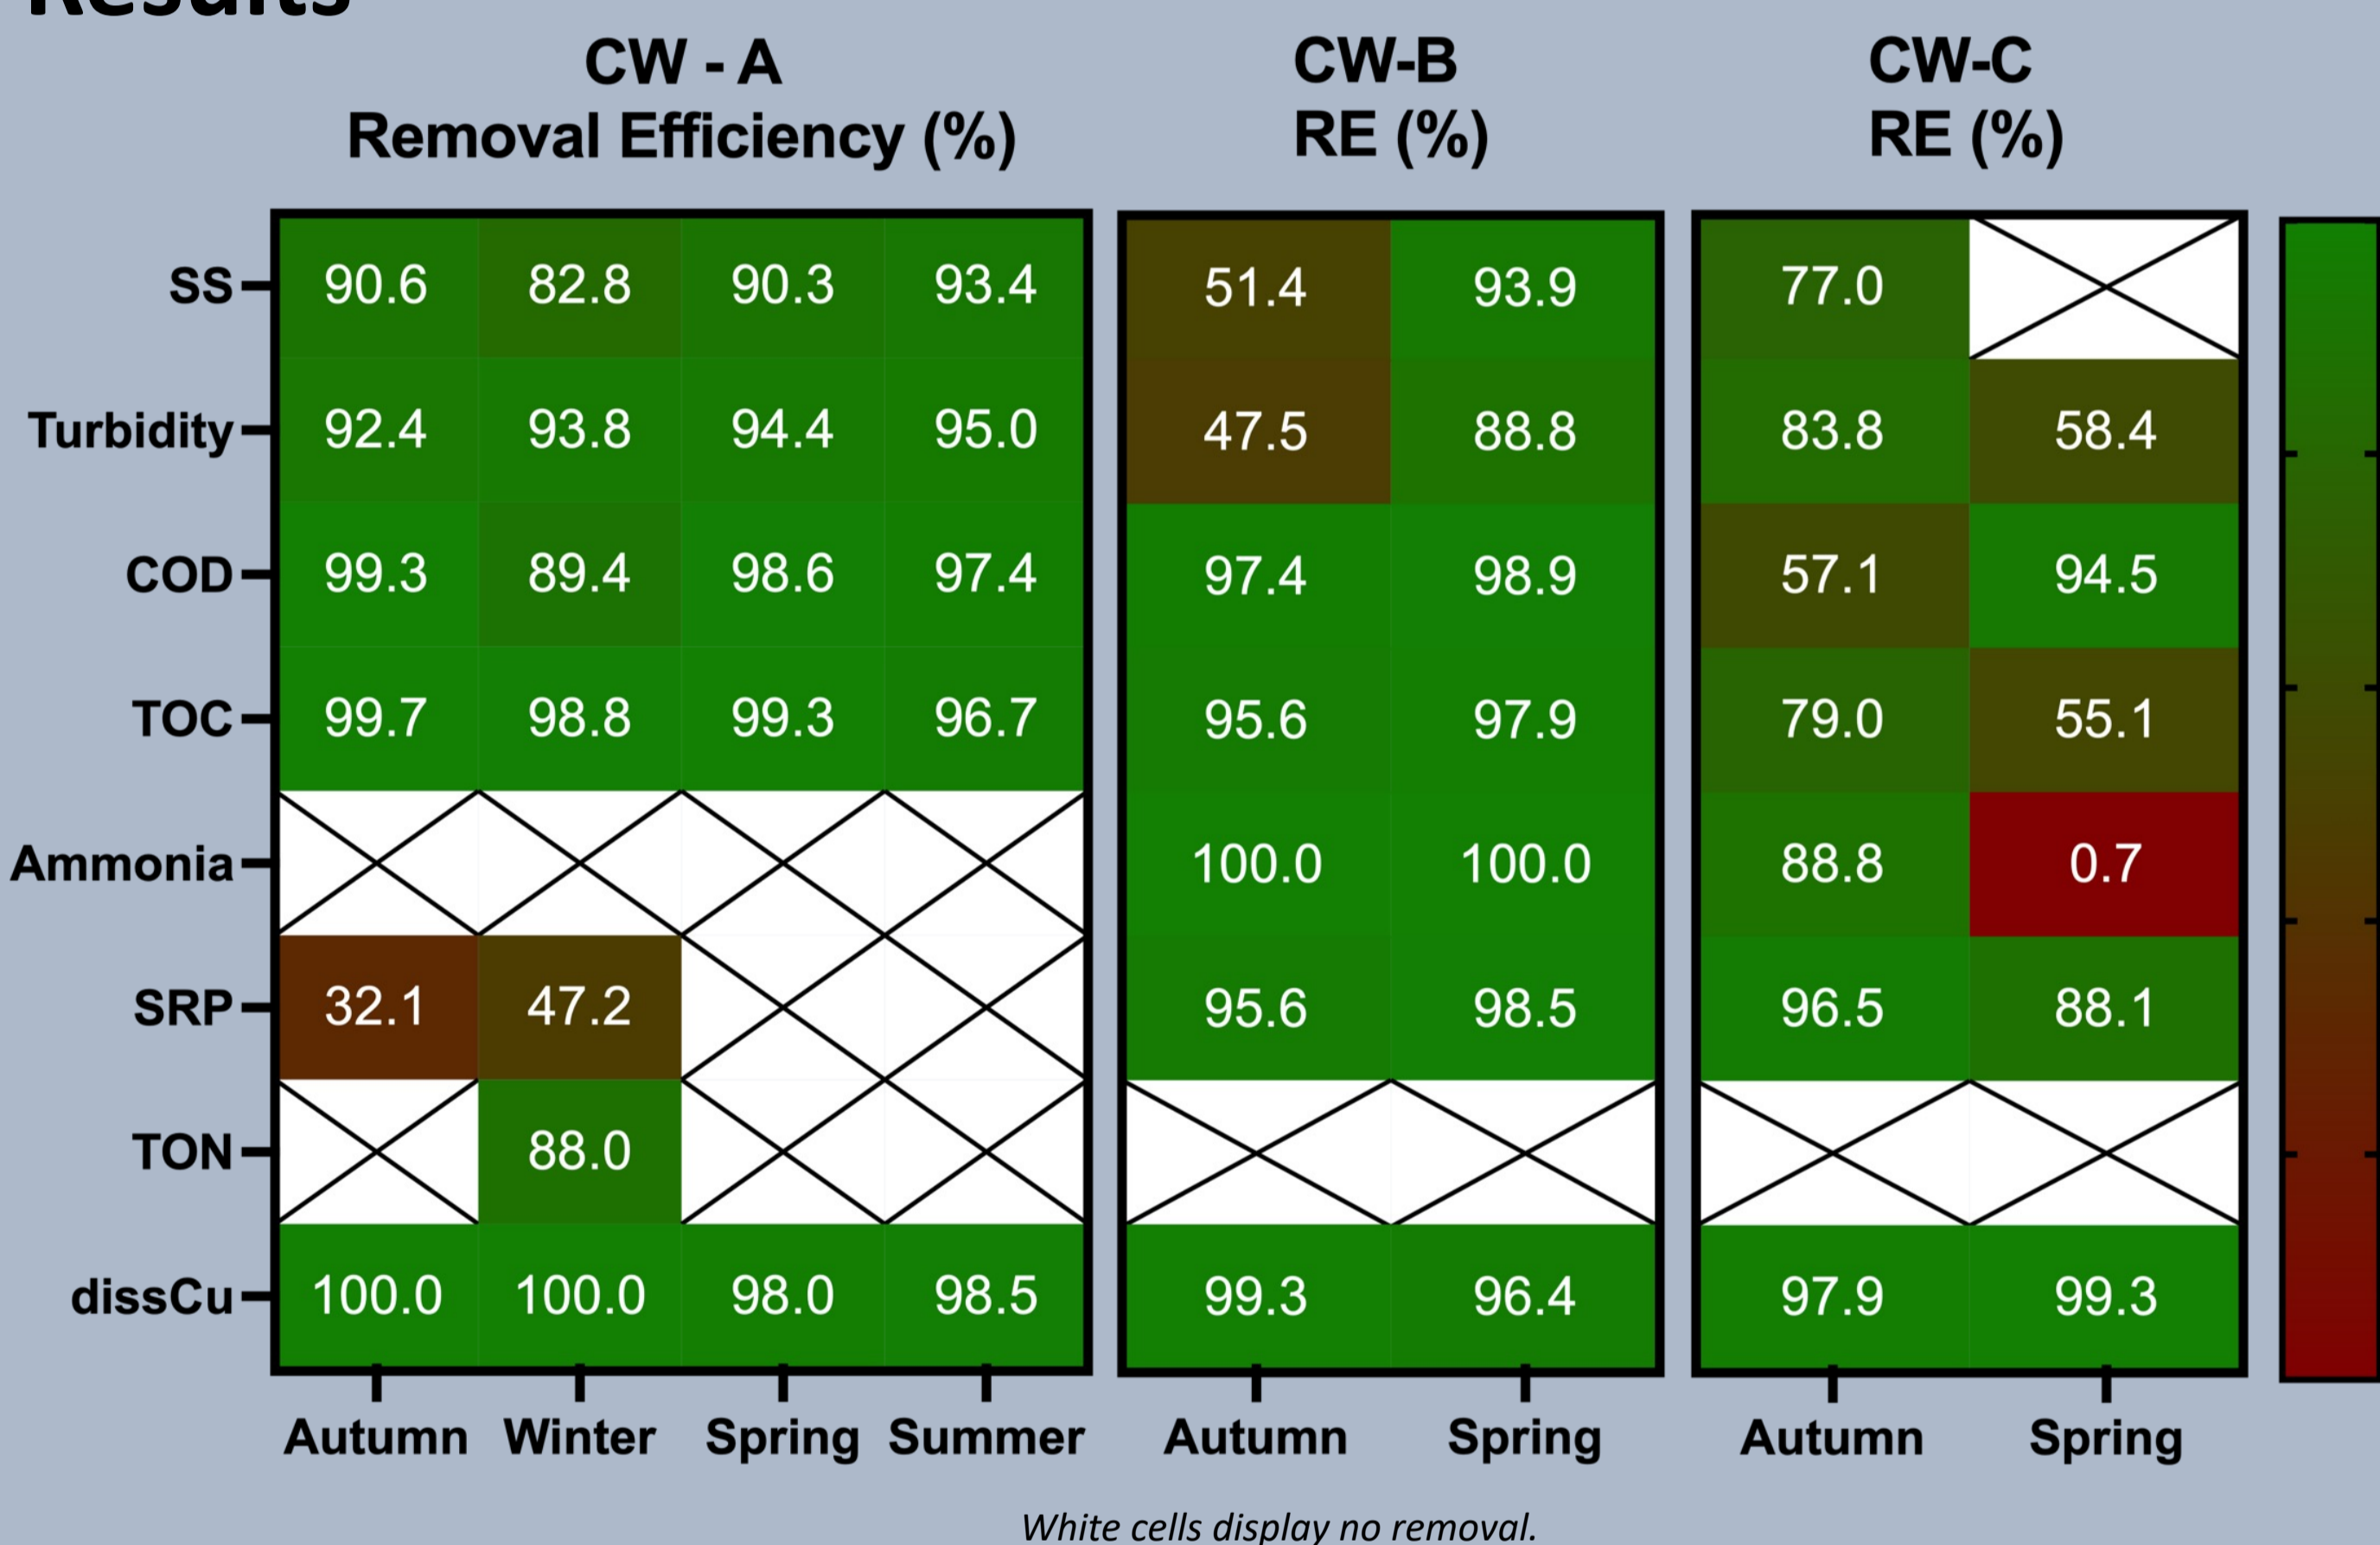 Results
CW - A
Removal Efficiency (%)
CW-B
RE (%)
CW-C
RE (%)
SS 90.6 82.8 90.3 93.4 51.4 93.9 77.0
Turbidity 92.4 93.8 94.4 95.0 47.5 88.8 83.8 58.4
COD 99.3 89.4 98.6 97.4 97.4 98.9 57.1 94.5
TOC 99.7 98.8 99.3 96.7 95.6 97.9 79.0 55.1
Ammonia 100.0 100.0 88.8 0.7
SRP 32.1 47.2 95.6 98.5 96.5 88.1
TON 88.0
dissCu 100.0 100.0 98.0 98.5 99.3 96.4 97.9 99.3
Autumn Winter Spring Summer Autumn Spring Autumn Spring
White cells display no removal.